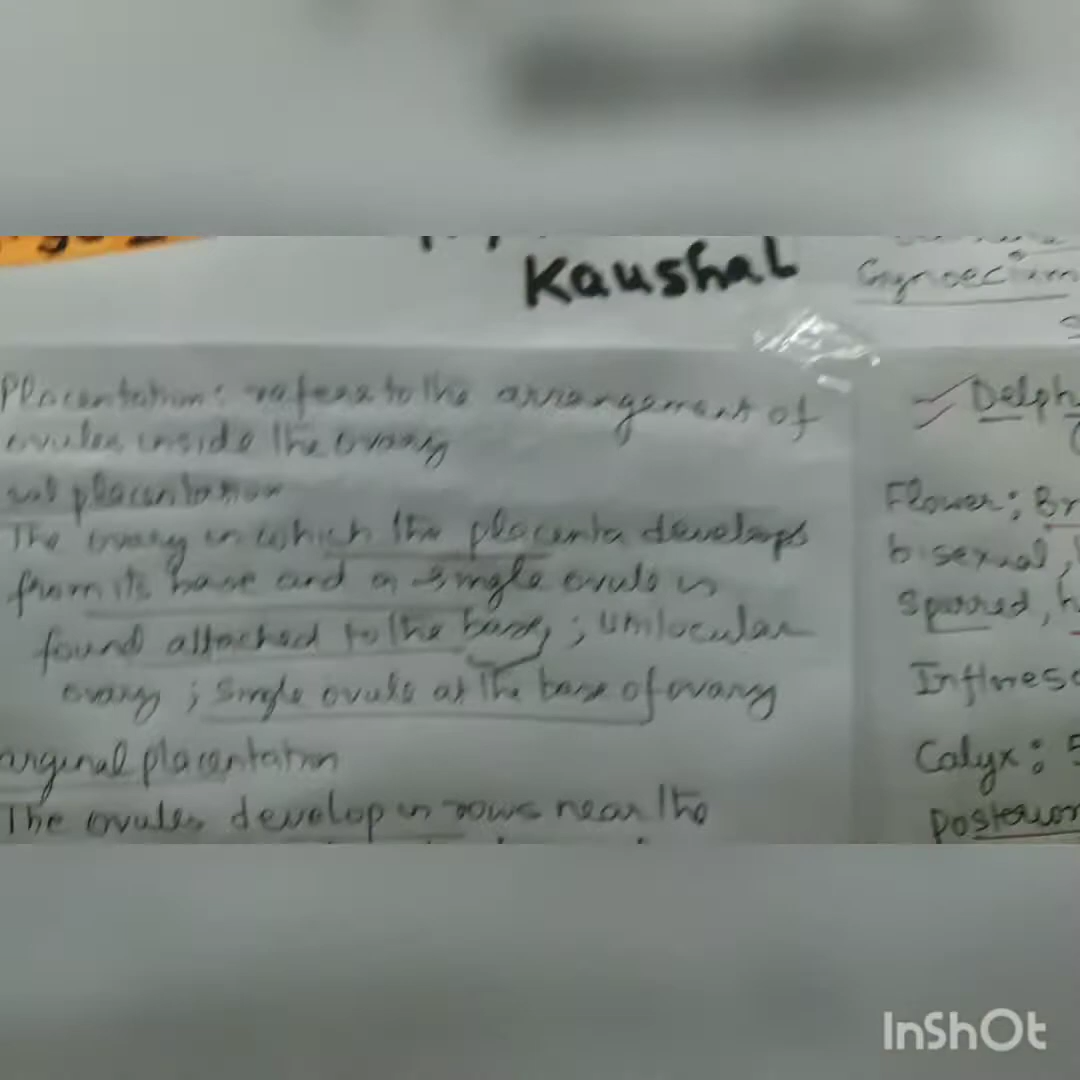 Kaushal
Gynoecium
Placentation: refers to the arrangement of
ovules inside the ovary
sal placentation
The ovary in which the placenta develops
from its base and a single ovule is
found attached to the base; Unilocular
ovary; single ovule at the base of ovary
arginal placentation
The ovules develop in rows near the
Delph
Flower: Br
bisexual,
Spurred, h
Infloresc
Calyx: 5
posterior
InShOt